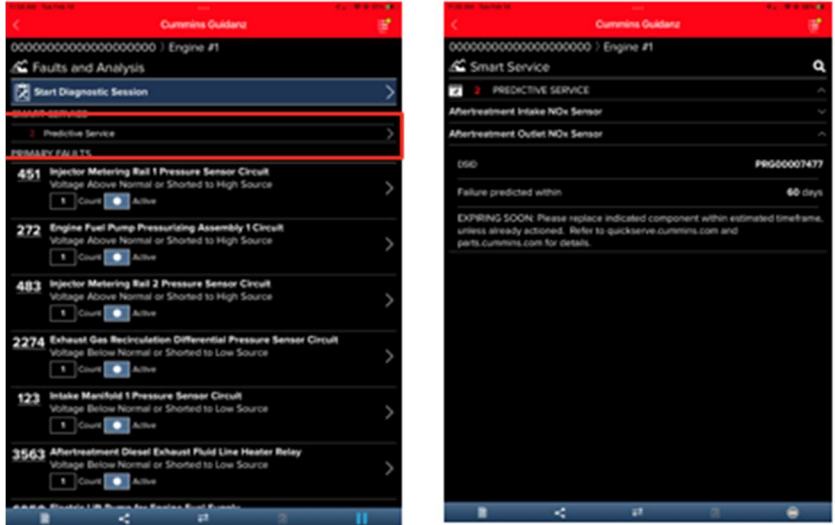 Cummins Guidanz
00000000000000000000 > Engine #1
Faults and Analysis
Start Diagnostic Session
SMART SERVICE
2 Predictive Service
PRIMARY FAULTS
451 Injector Metering Rail 1 Pressure Sensor Circuit
Voltage Above Normal or Shorted to High Source
1 Count Active
272 Engine Fuel Pump Pressurizing Assembly 1 Circuit
Voltage Above Normal or Shorted to High Source
1 Count Active
483 Injector Metering Rail 2 Pressure Sensor Circuit
Voltage Above Normal or Shorted to High Source
1 Count Active
2274 Exhaust Gas Recirculation Differential Pressure Sensor Circuit
Voltage Below Normal or Shorted to Low Source
1 Count Active
123 Intake Manifold 1 Pressure Sensor Circuit
Voltage Below Normal or Shorted to Low Source
1 Count Active
3563 Aftertreatment Diesel Exhaust Fluid Line Heater Relay
Voltage Below Normal or Shorted to Low Source
1 Count Active
Electric Lift Pump for Engine Fuel Supply
Cummins Guidanz
00000000000000000000 > Engine #1
Smart Service
2 PREDICTIVE SERVICE
Aftertreatment Intake NOx Sensor
Aftertreatment Outlet NOx Sensor
DSID PRG00007477
Failure predicted within 60 days
EXPIRING SOON: Please replace indicated component within estimated timeframe,
unless already actioned. Refer to quickserve.cummins.com and
parts.cummins.com for details.